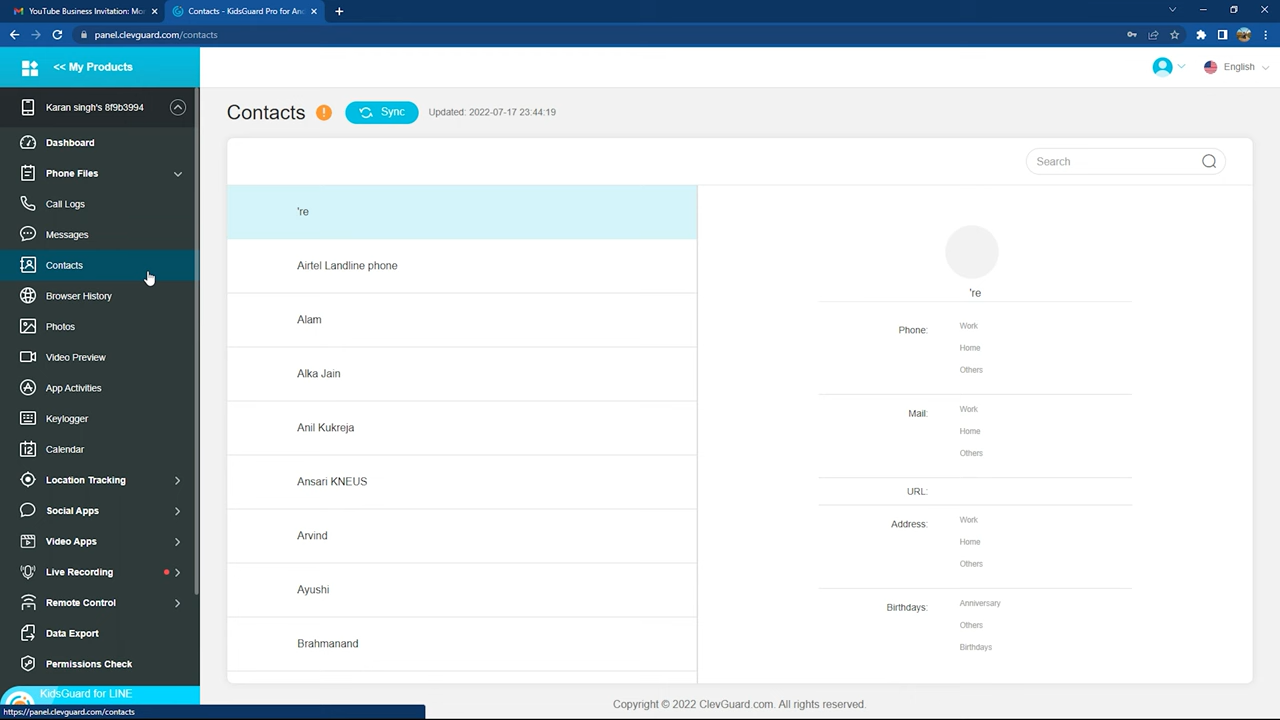 YouTube Business Invitation: Mo
Contacts - KidsGuard Pro for And
panel.clevguard.com/contacts
<< My Products
English
Karan singh's 8f9b3994
Contacts
Sync
Updated: 2022-07-17 23:44:19
Dashboard
Phone Files
Call Logs
Messages
Contacts
Browser History
Photos
Video Preview
App Activities
Keylogger
Calendar
Location Tracking
Social Apps
Video Apps
Live Recording
Remote Control
Data Export
Permissions Check
KidsGuard for LINE
https://panel.clevguard.com/contacts
Search
're
Airtel Landline phone
Alam
Alka Jain
Anil Kukreja
Ansari KNEUS
Arvind
Ayushi
Brahmanand
're
Phone: Work
Home
Others
Mail: Work
Home
Others
URL:
Address: Work
Home
Others
Birthdays: Anniversary
Others
Birthdays
Copyright © 2022 ClevGuard.com. All rights reserved.